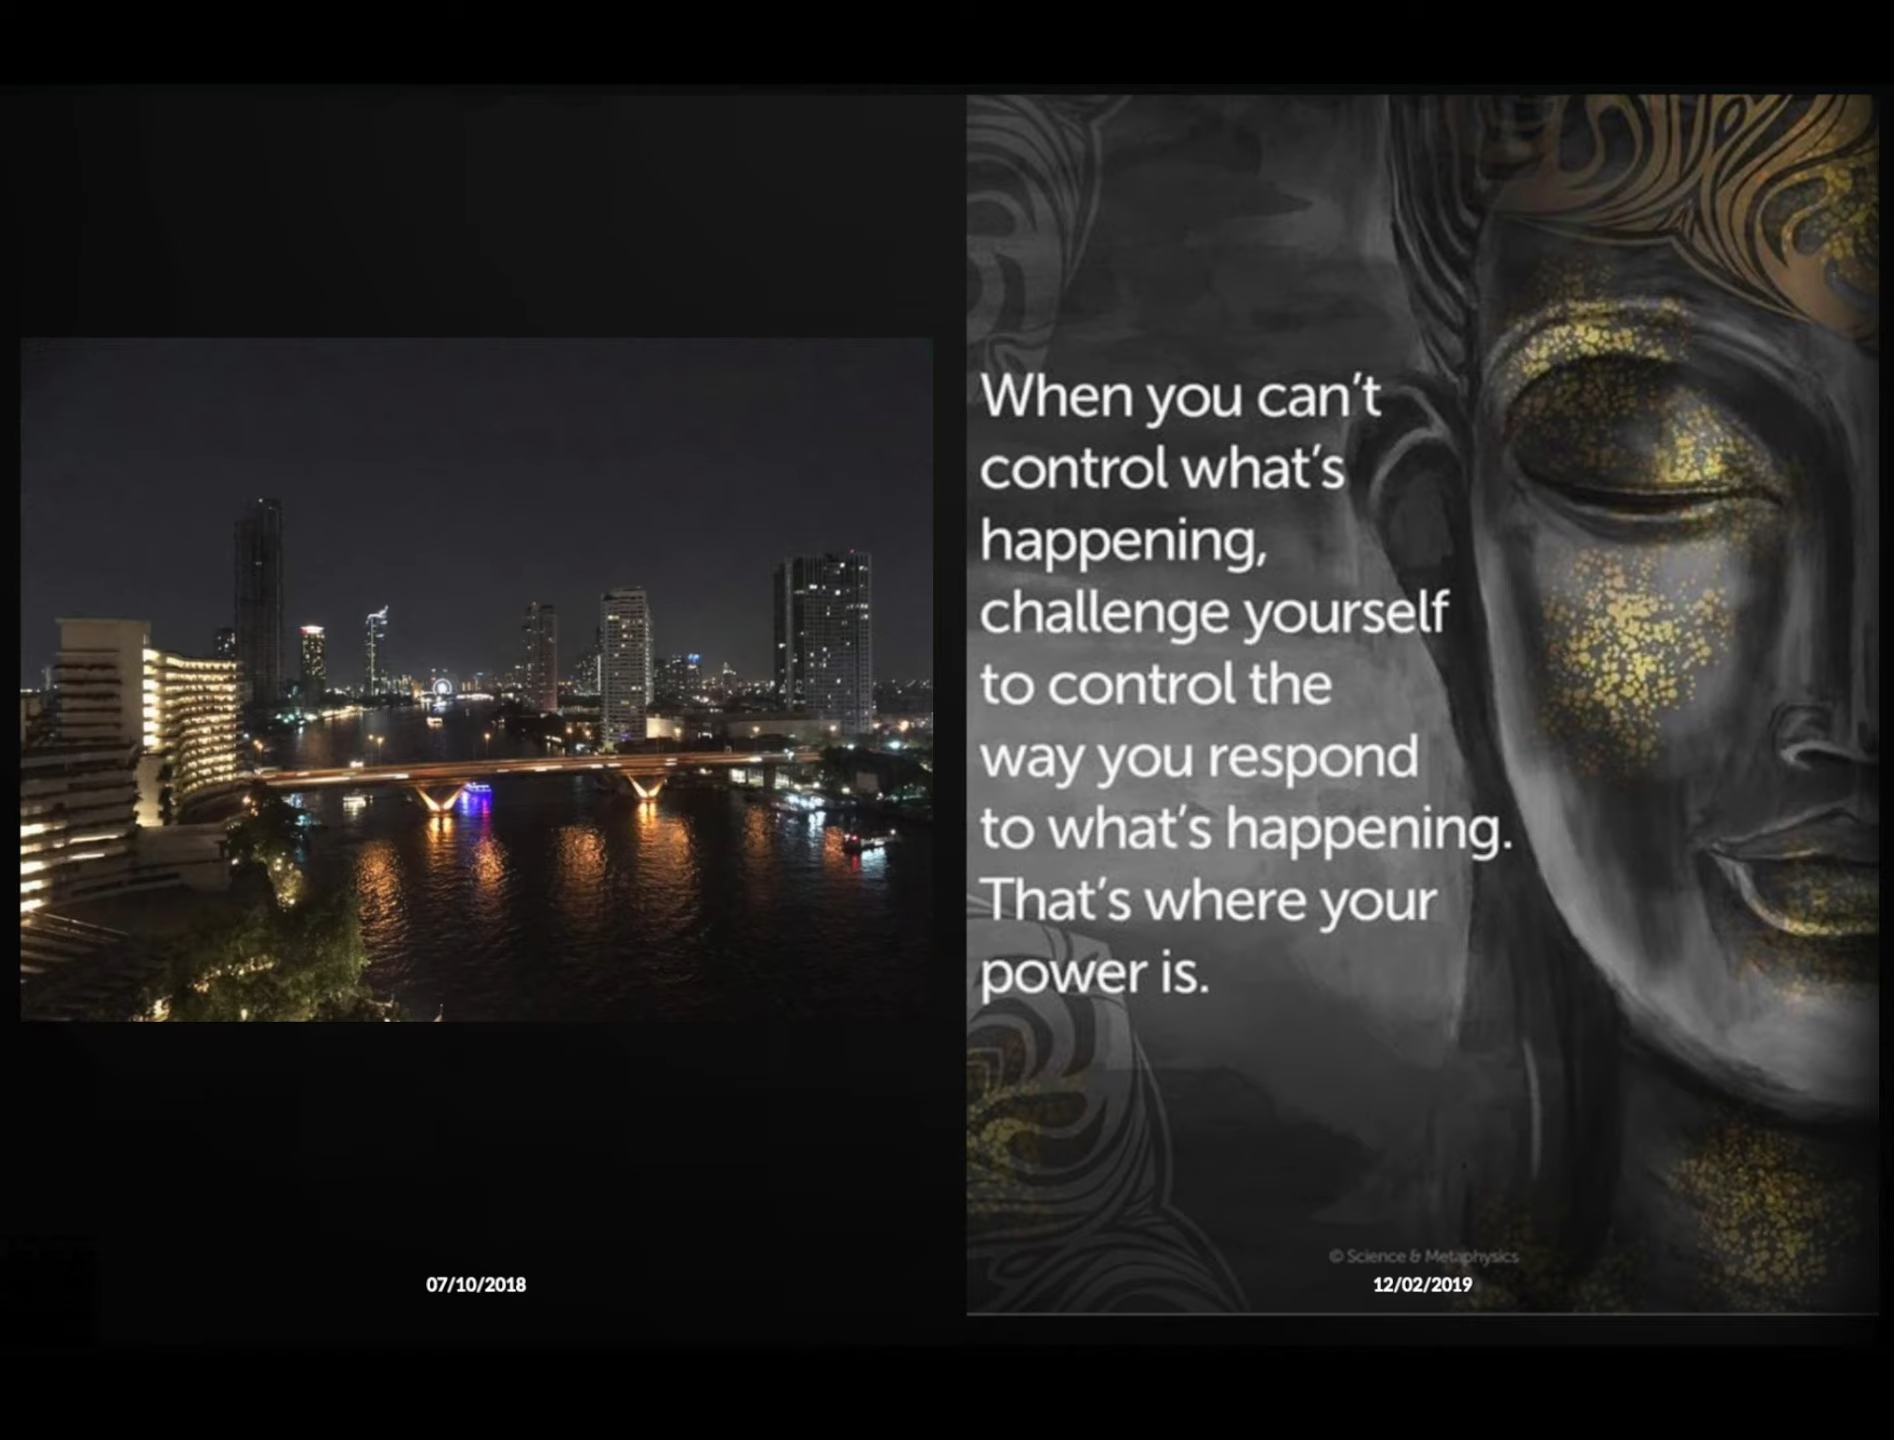 When you can't
control what's
happening,
challenge yourself
to control the
way you respond
to what's happening.
That's where your
power is.
© Science & Metaphysics
07/10/2018
12/02/2019